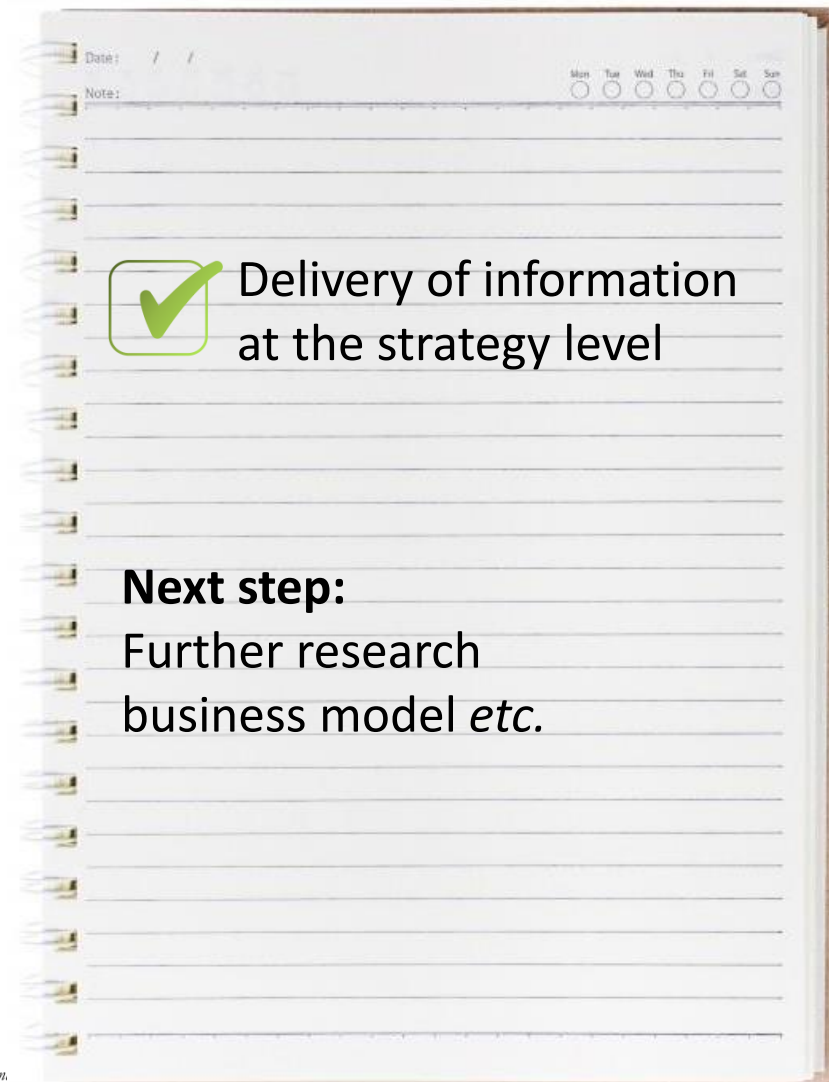 Date: / /
Mon Tue Wed Thu Fri Sat Sun
Note:
Delivery of information
at the strategy level
Next step:
Further research
business model etc.